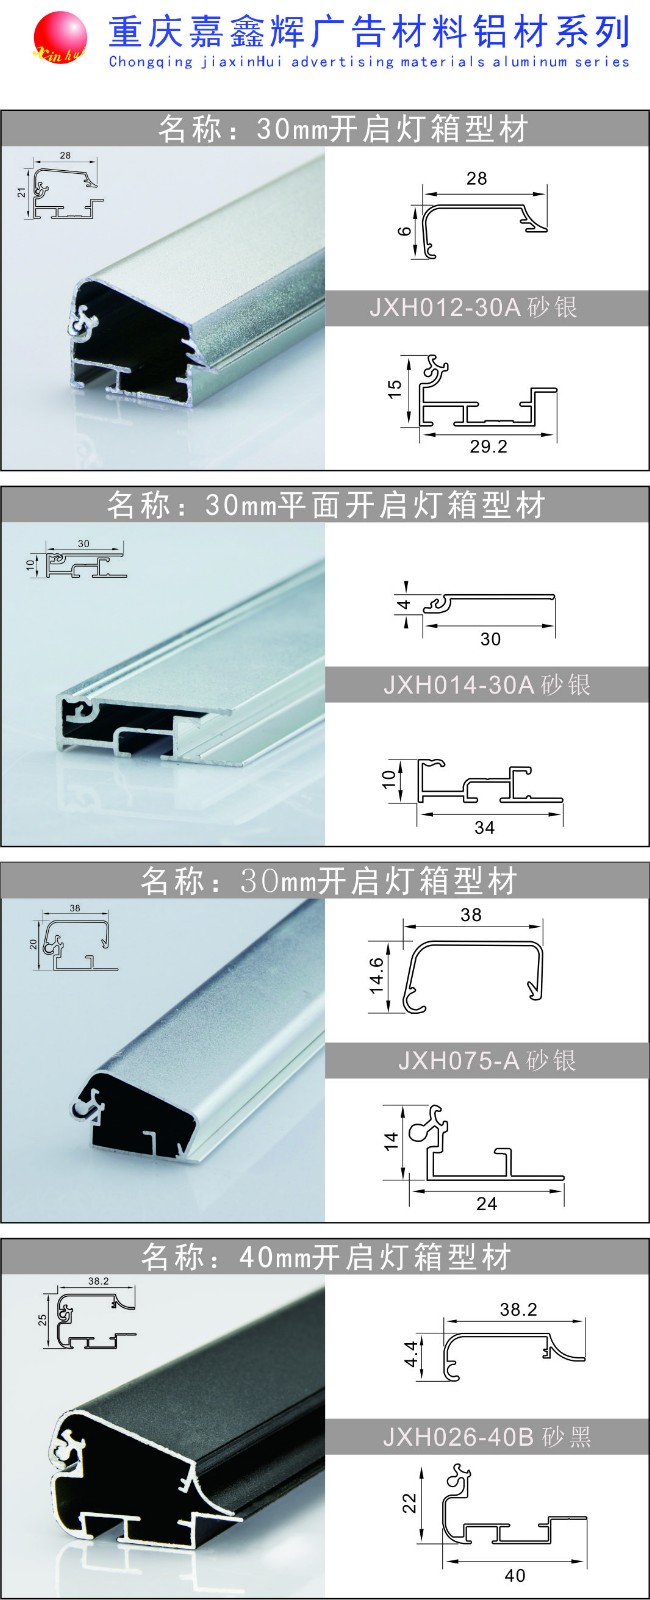 Xin hui
重庆嘉鑫辉广告材料铝材系列
Chongqing jiaxinHui advertising materials aluminum series
名称：30mm开启灯箱型材
28
21
28
6
JXH012-30A 砂银
15
29.2
名称：30mm平面开启灯箱型材
30
10
4
30
JXH014-30A 砂银
10
34
名称：30mm开启灯箱型材
38
20
38
14.6
JXH075-A 砂银
14
24
名称：40mm开启灯箱型材
38.2
25
38.2
4.4
JXH026-40B 砂黑
22
40